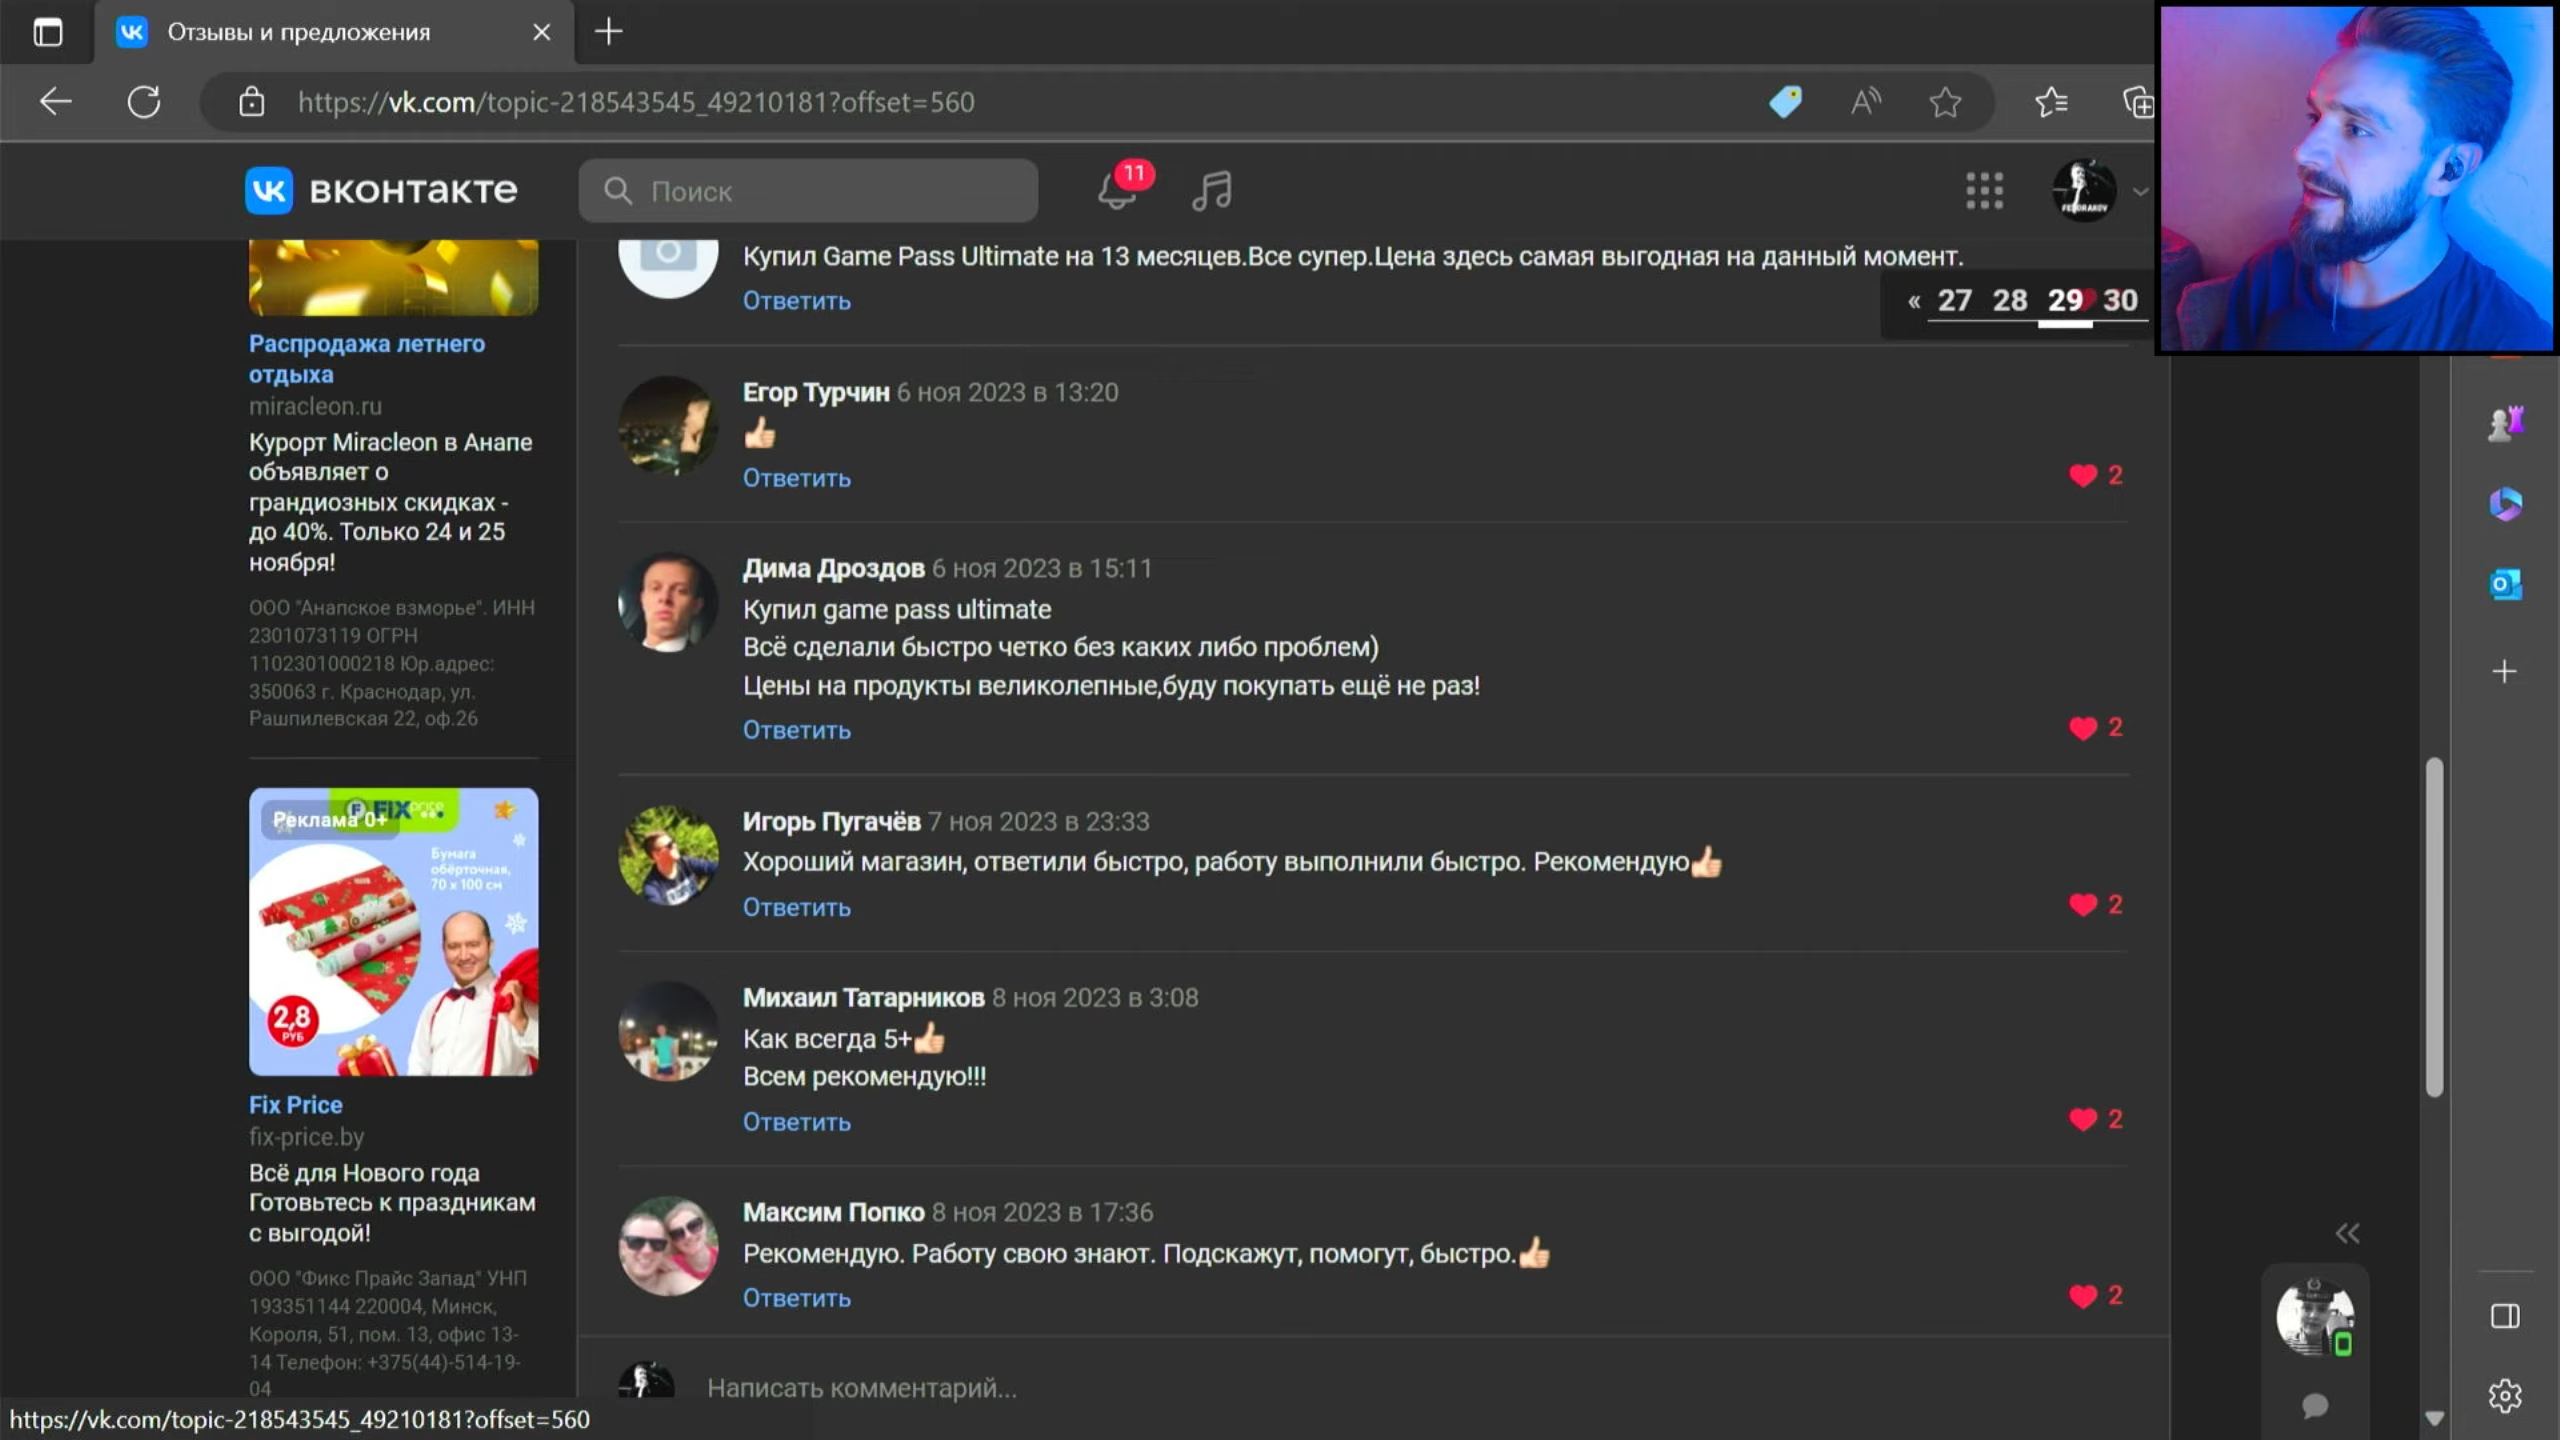 Отзывы и предложения
https://vk.com/topic-218543545_49210181?offset=560
вконтакте
Поиск
11
FEDORAKOV
Распродажа летнего
отдыха
miracleon.ru
Курорт Miracleon в Анапе
объявляет о
грандиозных скидках -
до 40%. Только 24 и 25
ноября!
ООО "Анапское взморье". ИНН
2301073119 ОГРН
1102301000218 Юр.адрес:
350063 г. Краснодар, ул.
Рашпилевская 22, оф.26
Реклама 0+
FIX price
Бумага
обёрточная,
70 x 100 см
2,8
РУБ
Fix Price
fix-price.by
Всё для Нового года
Готовьтесь к праздникам
с выгодой!
ООО "Фикс Прайс Запад" УНП
193351144 220004, Минск,
Короля, 51, пом. 13, офис 13-
14 Телефон: +375(44)-514-19-
04
Купил Game Pass Ultimate на 13 месяцев.Все супер.Цена здесь самая выгодная на данный момент.
Ответить
« 27 28 29 30
Егор Турчин 6 ноя 2023 в 13:20
👍🏻
Ответить
2
Дима Дроздов 6 ноя 2023 в 15:11
Купил game pass ultimate
Всё сделали быстро четко без каких либо проблем)
Цены на продукты великолепные,буду покупать ещё не раз!
Ответить
2
Игорь Пугачёв 7 ноя 2023 в 23:33
Хороший магазин, ответили быстро, работу выполнили быстро. Рекомендую👍🏻
Ответить
2
Михаил Татарников 8 ноя 2023 в 3:08
Как всегда 5+👍🏻
Всем рекомендую!!!
Ответить
2
Максим Попко 8 ноя 2023 в 17:36
Рекомендую. Работу свою знают. Подскажут, помогут, быстро.👍🏻
Ответить
2
Написать комментарий...
https://vk.com/topic-218543545_49210181?offset=560